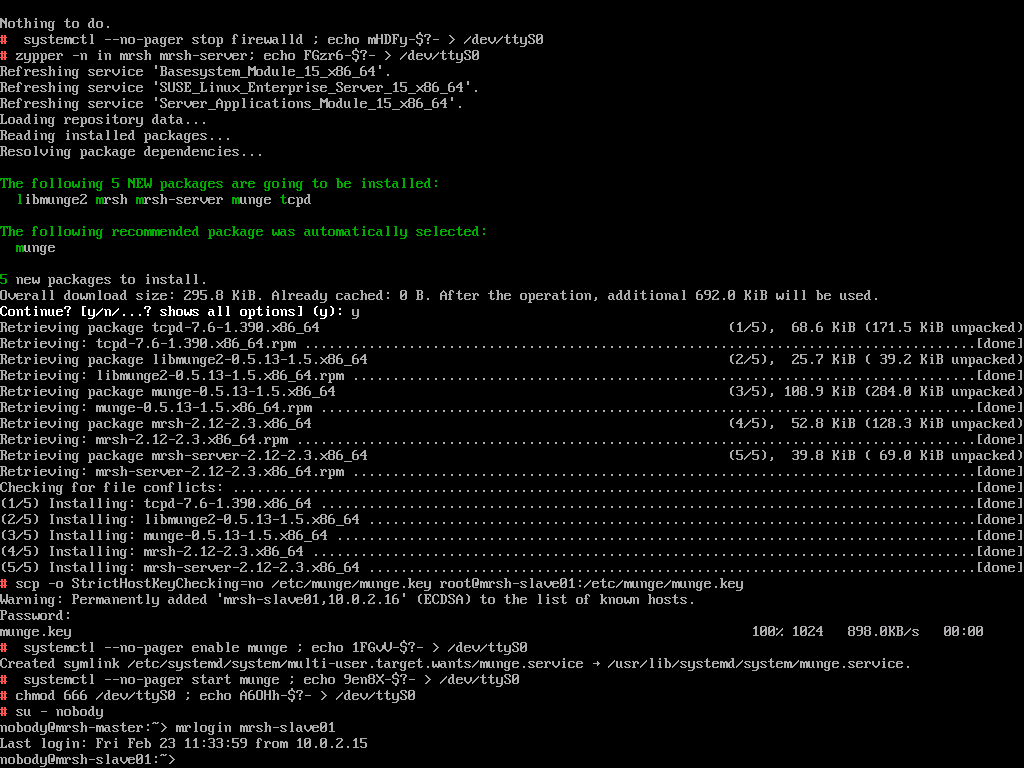 Nothing to do.
#  systemctl --no-pager stop firewalld ; echo mHDFy-$?- > /dev/ttyS0
# zypper -n in mrsh mrsh-server; echo FGzr6-$?- > /dev/ttyS0
Refreshing service 'Basesystem_Module_15_x86_64'.
Refreshing service 'SUSE_Linux_Enterprise_Server_15_x86_64'.
Refreshing service 'Server_Applications_Module_15_x86_64'.
Loading repository data...
Reading installed packages...
Resolving package dependencies...
The following 5 NEW packages are going to be installed:
  libmunge2 mrsh mrsh-server munge tcpd
The following recommended package was automatically selected:
  munge
5 new packages to install.
Overall download size: 295.8 KiB. Already cached: 0 B. After the operation, additional 692.0 KiB will be used.
Continue? [y/n/...? shows all options] (y): y
Retrieving package tcpd-7.6-1.390.x86_64 (1/5),  68.6 KiB (171.5 KiB unpacked)
Retrieving: tcpd-7.6-1.390.x86_64.rpm ....................................................................................[done]
Retrieving package libmunge2-0.5.13-1.5.x86_64 (2/5),  25.7 KiB ( 39.2 KiB unpacked)
Retrieving: libmunge2-0.5.13-1.5.x86_64.rpm ..............................................................................[done]
Retrieving package munge-0.5.13-1.5.x86_64 (3/5), 108.9 KiB (284.0 KiB unpacked)
Retrieving: munge-0.5.13-1.5.x86_64.rpm ..................................................................................[done]
Retrieving package mrsh-2.12-2.3.x86_64 (4/5),  52.8 KiB (128.3 KiB unpacked)
Retrieving: mrsh-2.12-2.3.x86_64.rpm .....................................................................................[done]
Retrieving package mrsh-server-2.12-2.3.x86_64 (5/5),  39.8 KiB ( 69.0 KiB unpacked)
Retrieving: mrsh-server-2.12-2.3.x86_64.rpm ..............................................................................[done]
Checking for file conflicts: .............................................................................................[done]
(1/5) Installing: tcpd-7.6-1.390.x86_64 ..................................................................................[done]
(2/5) Installing: libmunge2-0.5.13-1.5.x86_64 ............................................................................[done]
(3/5) Installing: munge-0.5.13-1.5.x86_64 ................................................................................[done]
(4/5) Installing: mrsh-2.12-2.3.x86_64 ...................................................................................[done]
(5/5) Installing: mrsh-server-2.12-2.3.x86_64 ............................................................................[done]
# scp -o StrictHostKeyChecking=no /etc/munge/munge.key root@mrsh-slave01:/etc/munge/munge.key
Warning: Permanently added 'mrsh-slave01,10.0.2.16' (ECDSA) to the list of known hosts.
Password:
munge.key 100% 1024   898.0KB/s   00:00
#  systemctl --no-pager enable munge ; echo 1FGvV-$?- > /dev/ttyS0
Created symlink /etc/systemd/system/multi-user.target.wants/munge.service → /usr/lib/systemd/system/munge.service.
#  systemctl --no-pager start munge ; echo 9en8X-$?- > /dev/ttyS0
# chmod 666 /dev/ttyS0 ; echo A6OHh-$?- > /dev/ttyS0
# su - nobody
nobody@mrsh-master:~> mrlogin mrsh-slave01
Last login: Fri Feb 23 11:33:59 from 10.0.2.15
nobody@mrsh-slave01:~>